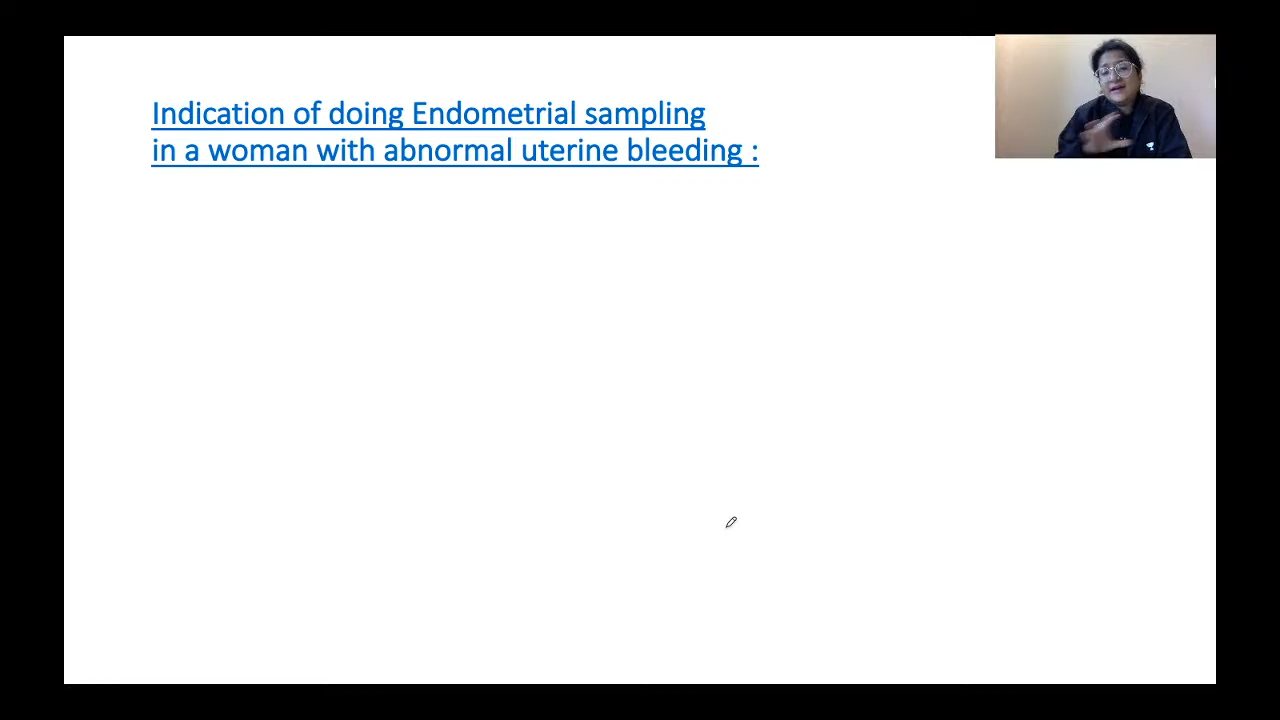 Indication of doing Endometrial sampling
in a woman with abnormal uterine bleeding :